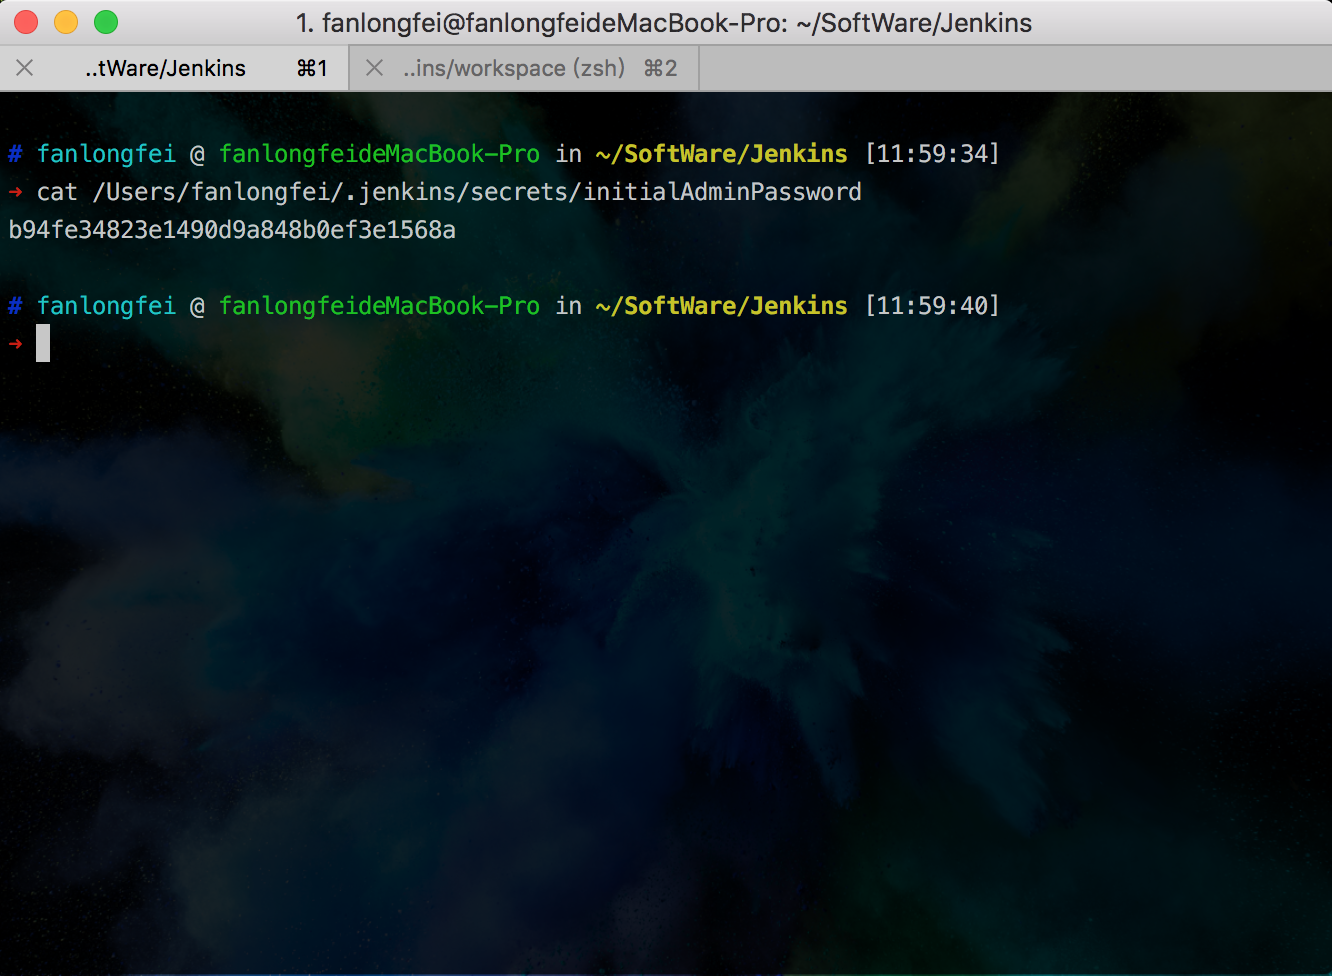 1. fanlongfei@fanlongfeideMacBook-Pro: ~/SoftWare/Jenkins
..tWare/Jenkins ⌘1 ..ins/workspace (zsh) ⌘2
# fanlongfei @ fanlongfeideMacBook-Pro in ~/SoftWare/Jenkins [11:59:34]
→ cat /Users/fanlongfei/.jenkins/secrets/initialAdminPassword
b94fe34823e1490d9a848b0ef3e1568a
# fanlongfei @ fanlongfeideMacBook-Pro in ~/SoftWare/Jenkins [11:59:40]
→